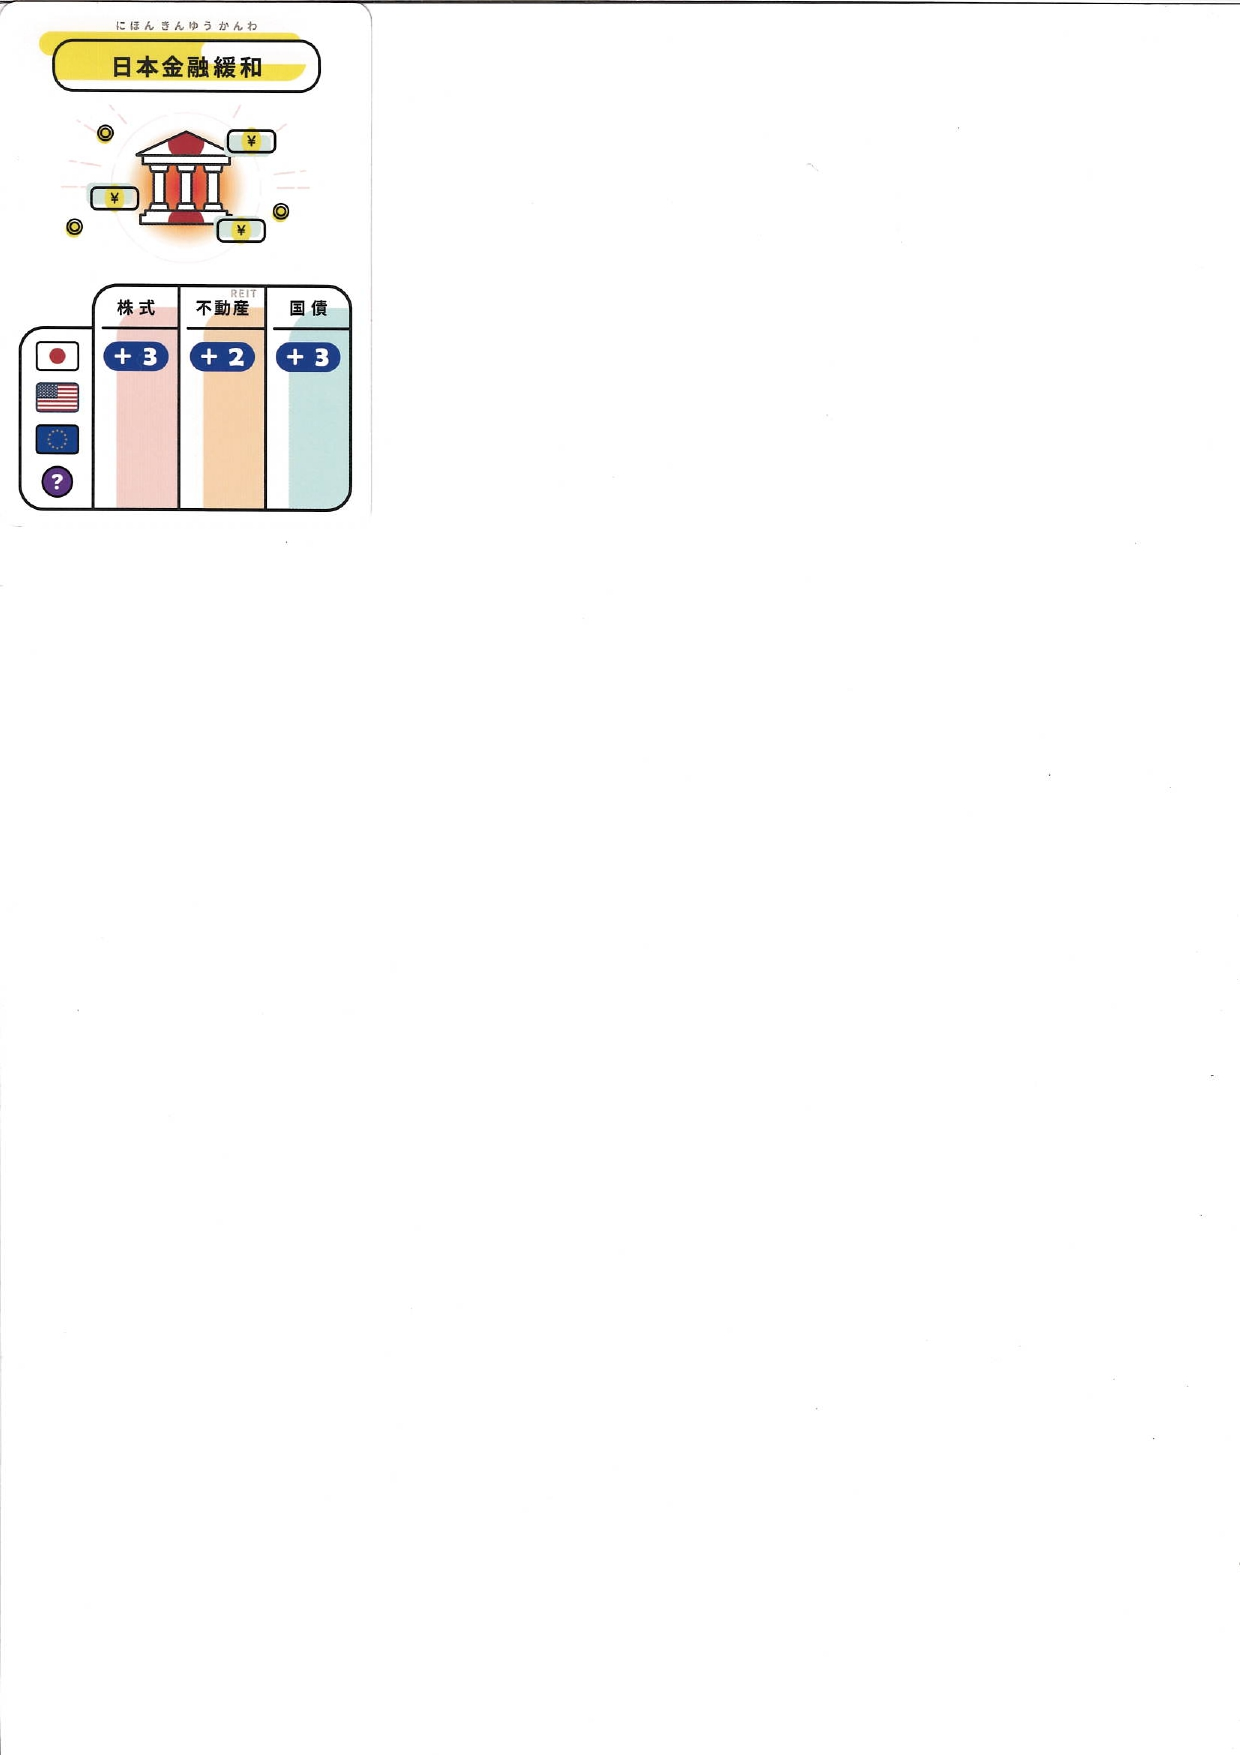 にほんきんゆうかんわ
日本金融緩和
¥
¥
¥
REIT
株式 不動産 国債
+3 +2 +3
?